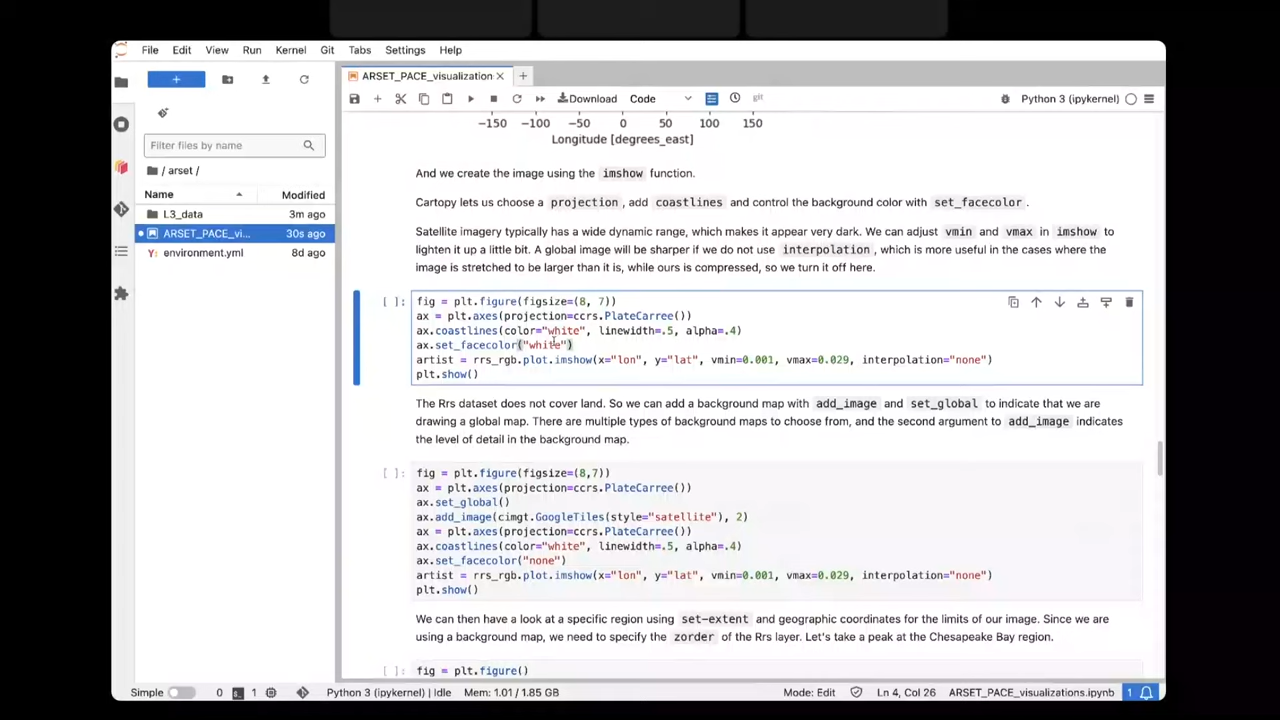 File Edit View Run Kernel Git Tabs Settings Help
ARSET_PACE_visualization
Download Code git Python 3 (ipykernel)
Filter files by name
/ arset /
Name Modified
L3_data 3m ago
ARSET_PACE_vi... 30s ago
environment.yml 8d ago
−150 −100 −50 0 50 100 150
Longitude [degrees_east]
And we create the image using the imshow function.
Cartopy lets us choose a projection, add coastlines and control the background color with set_facecolor.
Satellite imagery typically has a wide dynamic range, which makes it appear very dark. We can adjust vmin and vmax in imshow to
lighten it up a little bit. A global image will be sharper if we do not use interpolation, which is more useful in the cases where the
image is stretched to be larger than it is, while ours is compressed, so we turn it off here.
[ ]: fig = plt.figure(figsize=(8, 7))
ax = plt.axes(projection=ccrs.PlateCarree())
ax.coastlines(color="white", linewidth=.5, alpha=.4)
ax.set_facecolor("white")
artist = rrs_rgb.plot.imshow(x="lon", y="lat", vmin=0.001, vmax=0.029, interpolation="none")
plt.show()
The Rrs dataset does not cover land. So we can add a background map with add_image and set_global to indicate that we are
drawing a global map. There are multiple types of background maps to choose from, and the second argument to add_image indicates
the level of detail in the background map.
[ ]: fig = plt.figure(figsize=(8,7))
ax = plt.axes(projection=ccrs.PlateCarree())
ax.set_global()
ax.add_image(cimgt.GoogleTiles(style="satellite"), 2)
ax = plt.axes(projection=ccrs.PlateCarree())
ax.coastlines(color="white", linewidth=.5, alpha=.4)
ax.set_facecolor("none")
artist = rrs_rgb.plot.imshow(x="lon", y="lat", vmin=0.001, vmax=0.029, interpolation="none")
plt.show()
We can then have a look at a specific region using set-extent and geographic coordinates for the limits of our image. Since we are
using a background map, we need to specify the zorder of the Rrs layer. Let's take a peak at the Chesapeake Bay region.
[ ]: fig = plt.figure()
Simple 0 1 Python 3 (ipykernel) | Idle Mem: 1.01 / 1.85 GB Mode: Edit Ln 4, Col 26 ARSET_PACE_visualizations.ipynb 1